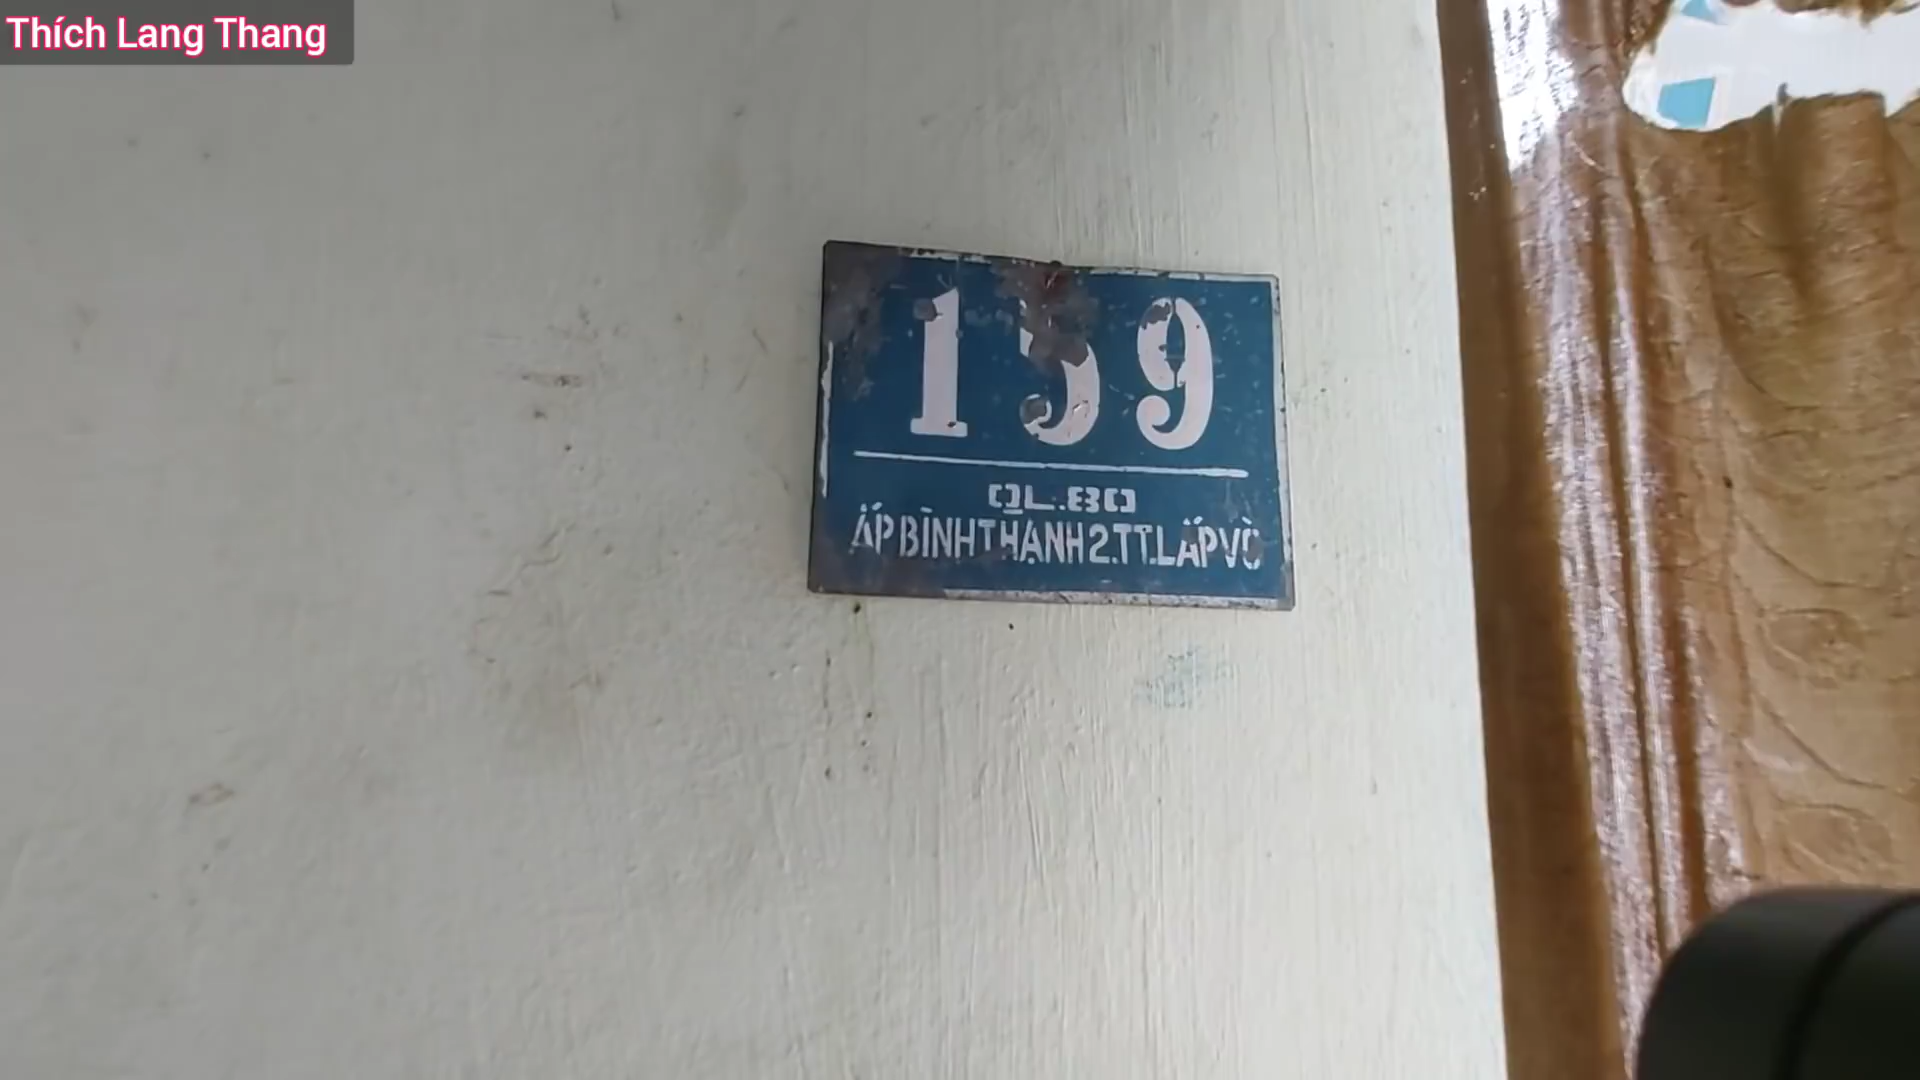 Thích Lang Thang
159
QL.80
ẤP BÌNH THẠNH 2.TT.LẤP VÒ